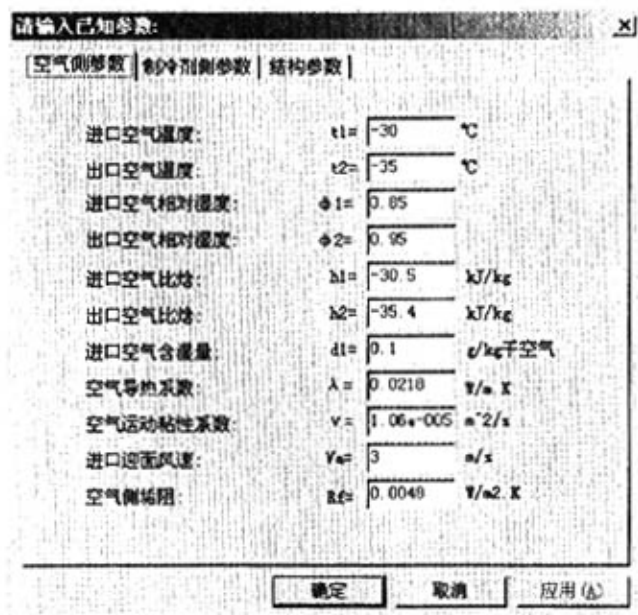 请输入已知参数:
空气侧参数 制冷剂侧参数 结构参数
进口空气温度: t1= -30 ℃
出口空气温度: t2= -35 ℃
进口空气相对湿度: φ1= 0.85
出口空气相对湿度: φ2= 0.95
进口空气比焓: h1= -30.5 kJ/kg
出口空气比焓: h2= -35.4 kJ/kg
进口空气含湿量: d1= 0.1 g/kg干空气
空气导热系数: λ= 0.0218 W/m.K
空气运动粘性系数: ν= 1.06e-005 m^2/s
进口迎面风速: Va= 3 m/s
空气侧垢阻: Rf= 0.0049 W/m2.K
确定 取消 应用(A)